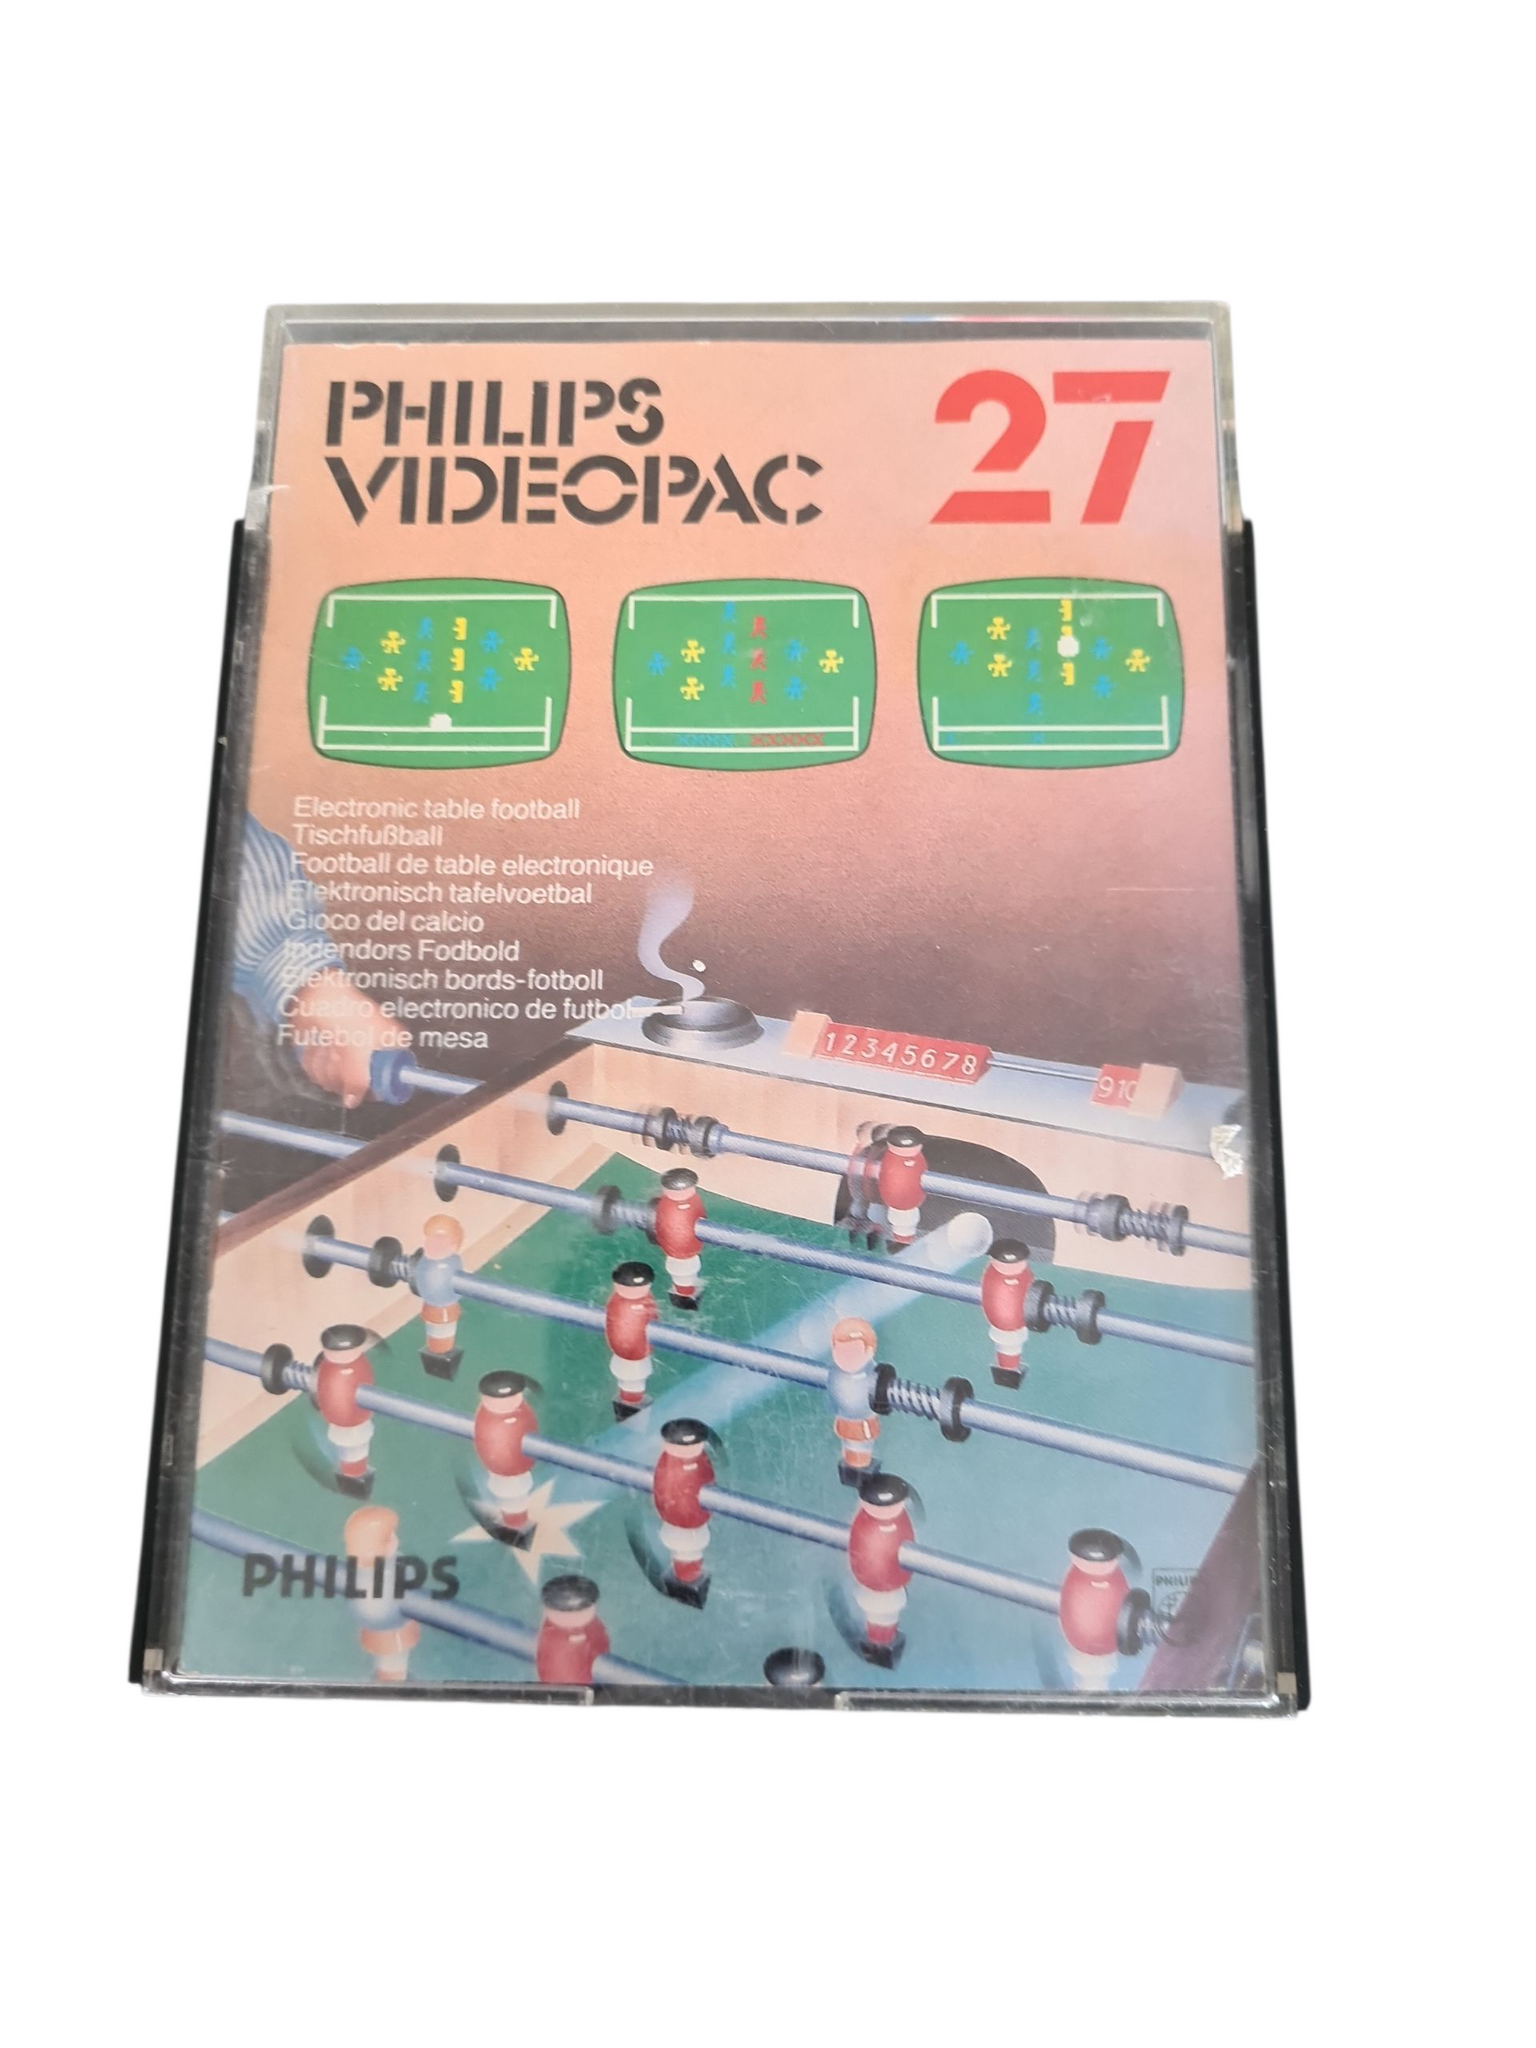 PHILIPS
VIDEOPAC
27
Electronic table football
Tischfußball
Football de table electronique
Elektronisch tafelvoetbal
Gioco del calcio
Indendors Fodbold
Elektronisch bords-fotboll
Cuadro electronico de futbol
Futebol de mesa
12345678
910
PHILIPS